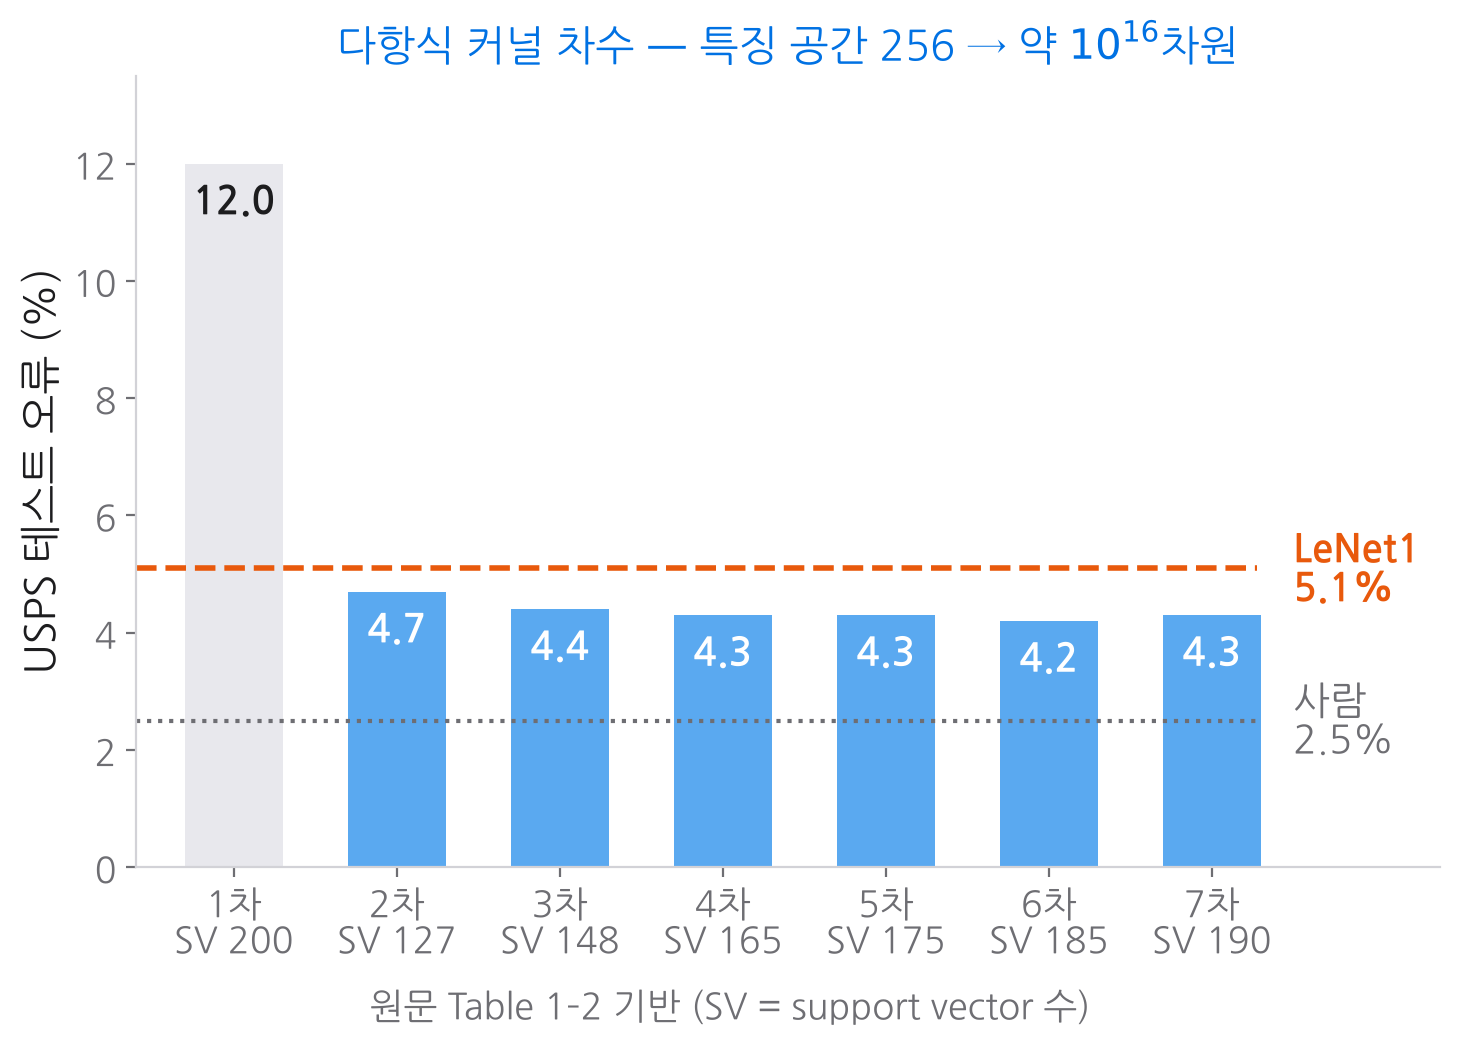 다항식 커널 차수 — 특징 공간 256 → 약 10¹⁶차원
USPS 테스트 오류 (%)
12
10
8
6
4
2
0
12.0
4.7
4.4
4.3
4.3
4.2
4.3
LeNet1
5.1%
사람
2.5%
1차
SV 200
2차
SV 127
3차
SV 148
4차
SV 165
5차
SV 175
6차
SV 185
7차
SV 190
원문 Table 1-2 기반 (SV = support vector 수)